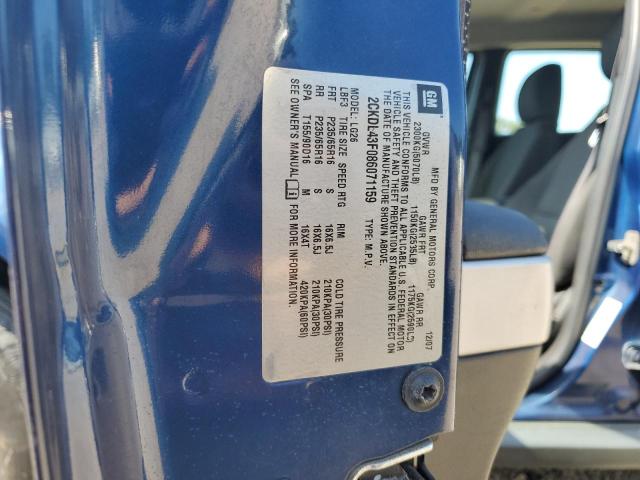 GM
MFD BY GENERAL MOTORS CORP. 12/07
GVWR GAWR FRT GAWR RR
2300KG(5070LB) 1150KG(2535LB) 1175KG(2590LB)
THIS VEHICLE CONFORMS TO ALL APPLICABLE U.S. FEDERAL MOTOR
VEHICLE SAFETY AND THEFT PREVENTION STANDARDS IN EFFECT ON
THE DATE OF MANUFACTURE SHOWN ABOVE.
2CKDL43F086071159 TYPE: M.P.V.
MODEL: LG26
LBF3 TIRE SIZE SPEED RTG RIM COLD TIRE PRESSURE
FRT P235/65R16 S 16X6.5J 210KPA(30PSI)
RR P235/65R16 S 16X6.5J 210KPA(30PSI)
SPA T155/90D16 M 16X4T 420KPA(60PSI)
SEE OWNER'S MANUAL FOR MORE INFORMATION.